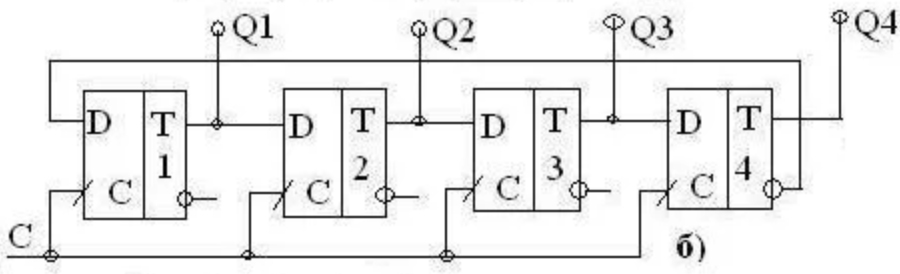 Q1 Q2 Q3 Q4
D T D T D T D T
1 2 3 4
C C C C
C
б)